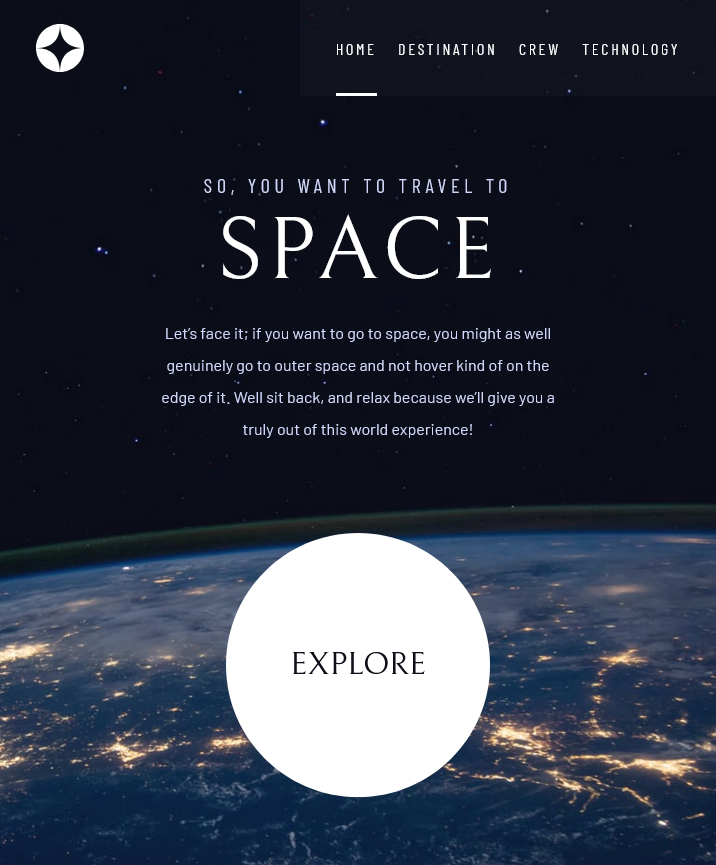 HOME DESTINATION CREW TECHNOLOGY
SO, YOU WANT TO TRAVEL TO
SPACE
Let’s face it; if you want to go to space, you might as well
genuinely go to outer space and not hover kind of on the
edge of it. Well sit back, and relax because we’ll give you a
truly out of this world experience!
EXPLORE